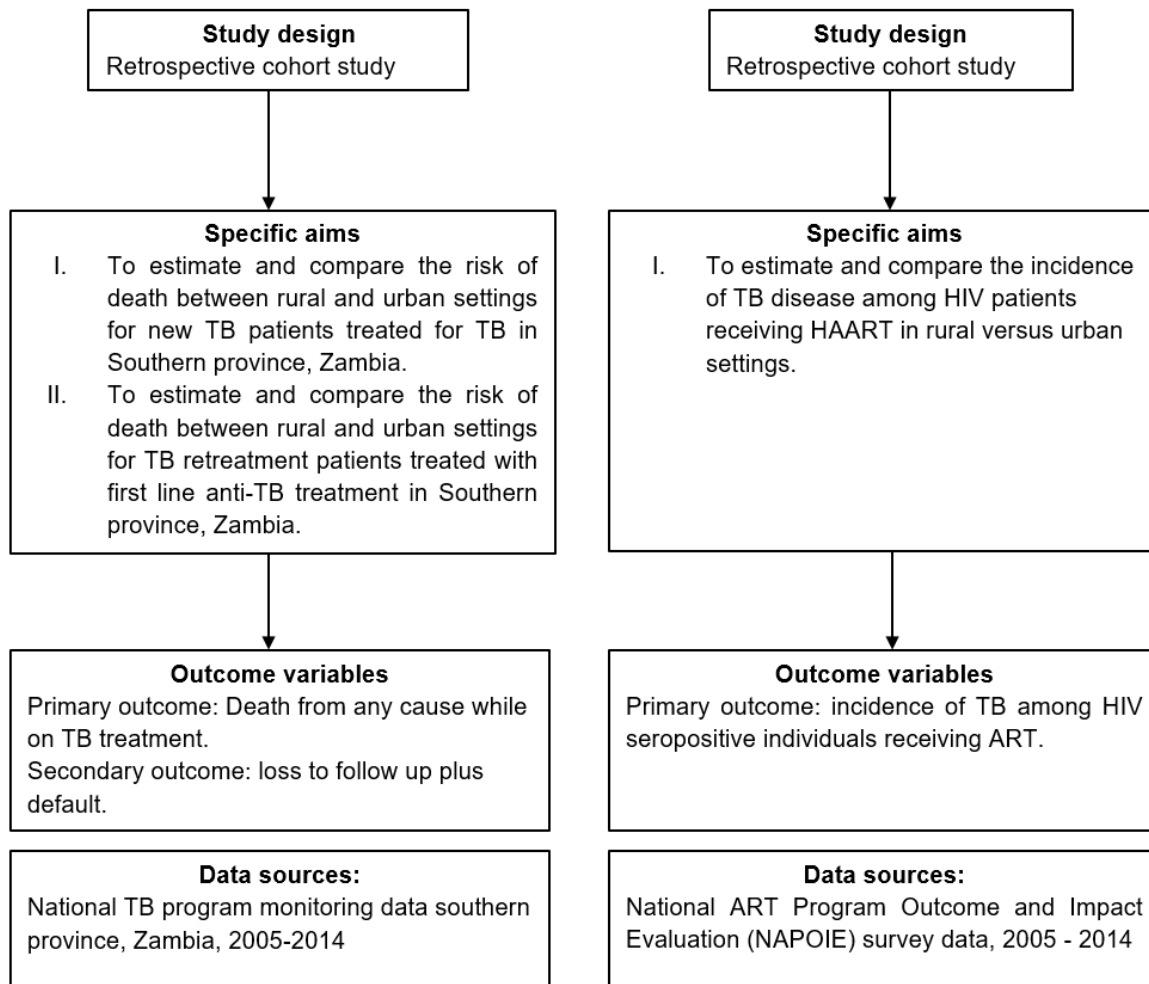 Study design
Retrospective cohort study
Specific aims
I. To estimate and compare the risk of
death between rural and urban settings
for new TB patients treated for TB in
Southern province, Zambia.
II. To estimate and compare the risk of
death between rural and urban settings
for TB retreatment patients treated with
first line anti-TB treatment in Southern
province, Zambia.
Outcome variables
Primary outcome: Death from any cause while
on TB treatment.
Secondary outcome: loss to follow up plus
default.
Data sources:
National TB program monitoring data southern
province, Zambia, 2005-2014
Study design
Retrospective cohort study
Specific aims
I. To estimate and compare the incidence
of TB disease among HIV patients
receiving HAART in rural versus urban
settings.
Outcome variables
Primary outcome: incidence of TB among HIV
seropositive individuals receiving ART.
Data sources:
National ART Program Outcome and Impact
Evaluation (NAPOIE) survey data, 2005 - 2014